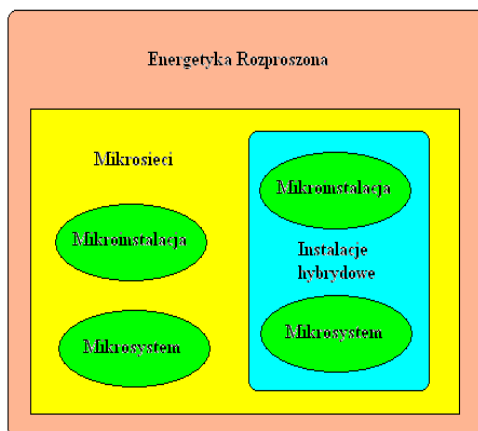 Energetyka Rozproszona
Mikrosieci
Mikroinstalacja
Mikrosystem
Mikroinstalacja
Instalacje
hybrydowe
Mikrosystem